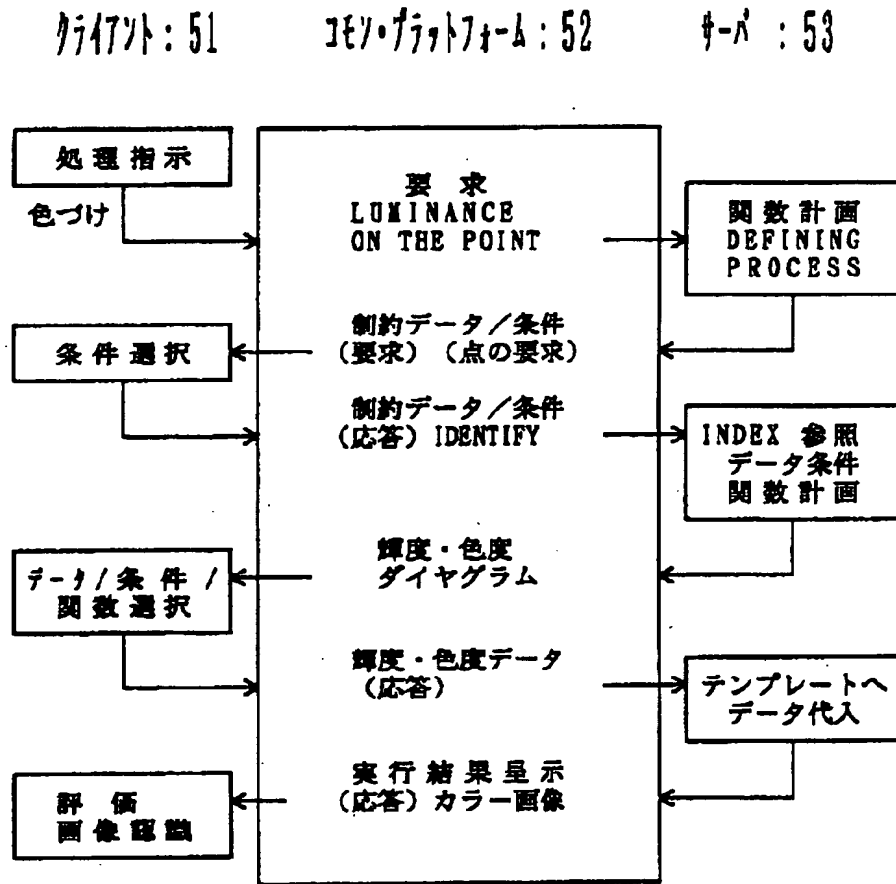 クライアント：51
コモン・プラットフォーム：52
サーバ：53
処理指示
色づけ
要求
LUMINANCE
ON THE POINT
関数計画
DEFINING
PROCESS
制約データ／条件
（要求）（点の要求）
条件選択
制約データ／条件
（応答）IDENTIFY
INDEX 参照
データ条件
関数計画
輝度・色度
ダイヤグラム
データ/条件/
関数選択
輝度・色度データ
（応答）
テンプレートへ
データ代入
実行結果呈示
（応答）カラー画像
評価
画像認識